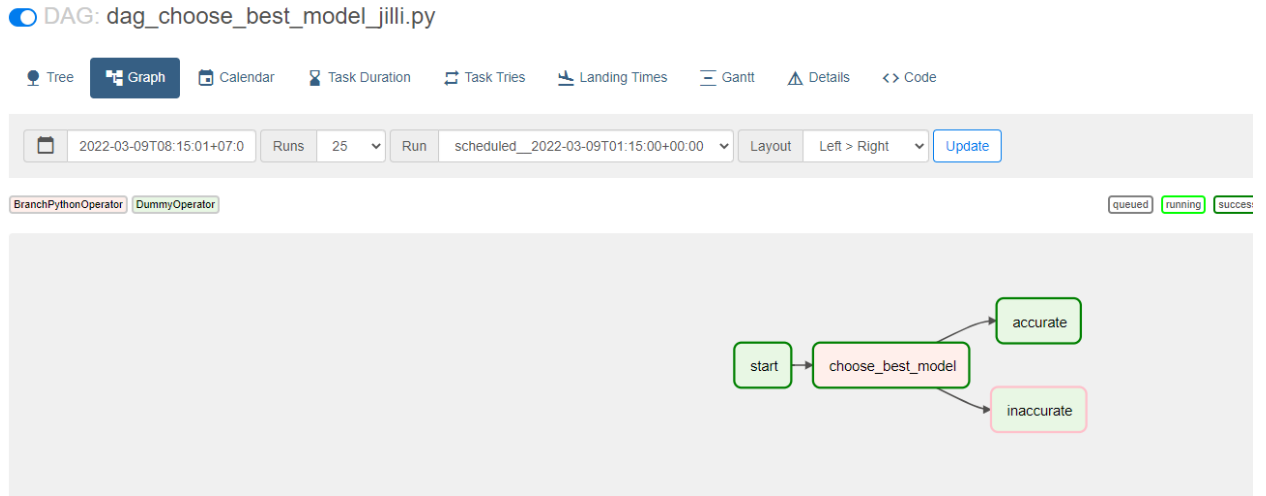 DAG: dag_choose_best_model_jilli.py
Tree Graph Calendar Task Duration Task Tries Landing Times Gantt Details <> Code
2022-03-09T08:15:01+07:0 Runs 25 Run scheduled__2022-03-09T01:15:00+00:00 Layout Left > Right Update
BranchPythonOperator DummyOperator queued running success
accurate
start choose_best_model
inaccurate